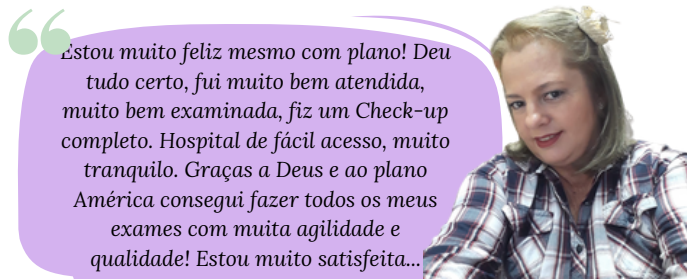 Estou muito feliz mesmo com plano! Deu
tudo certo, fui muito bem atendida,
muito bem examinada, fiz um Check-up
completo. Hospital de fácil acesso, muito
tranquilo. Graças a Deus e ao plano
América consegui fazer todos os meus
exames com muita agilidade e
qualidade! Estou muito satisfeita...